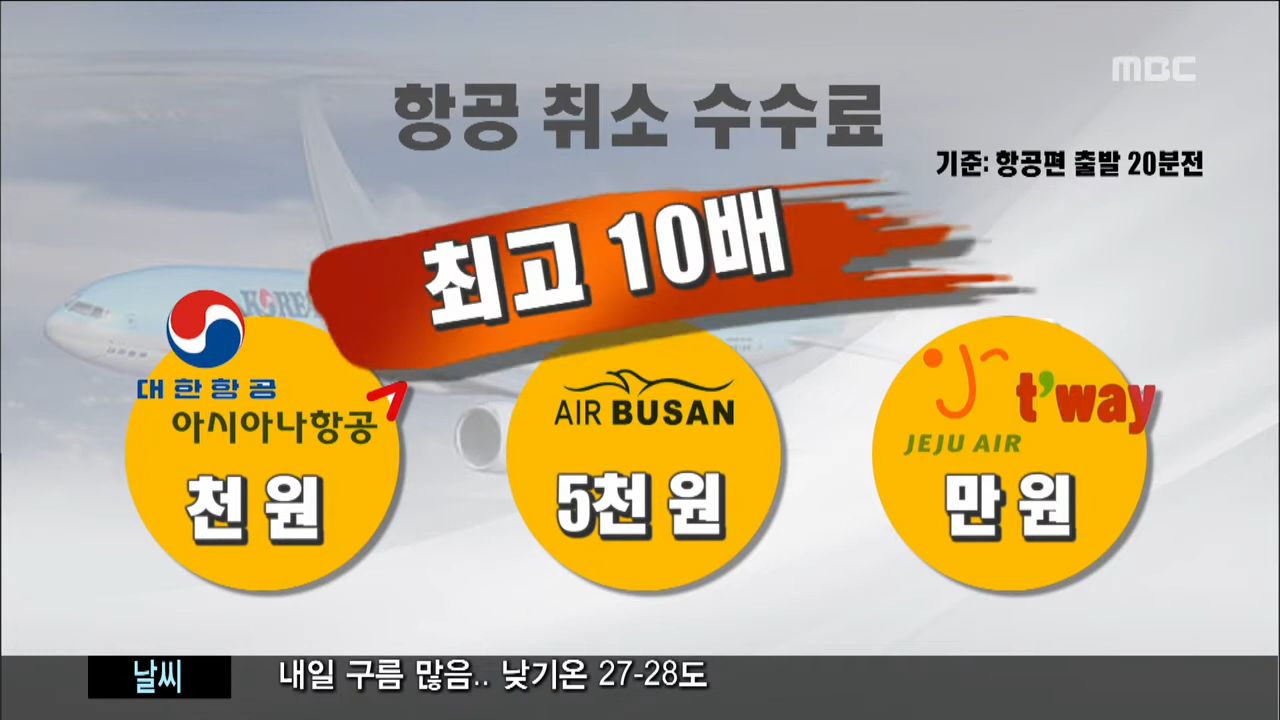 MBC
항공 취소 수수료
기준: 항공편 출발 20분전
최고 10배
KOREA
대한항공
아시아나항공
천 원
AIR BUSAN
5천 원
JEJU AIR
t'way
만 원
날씨
내일 구름 많음.. 낮기온 27-28도